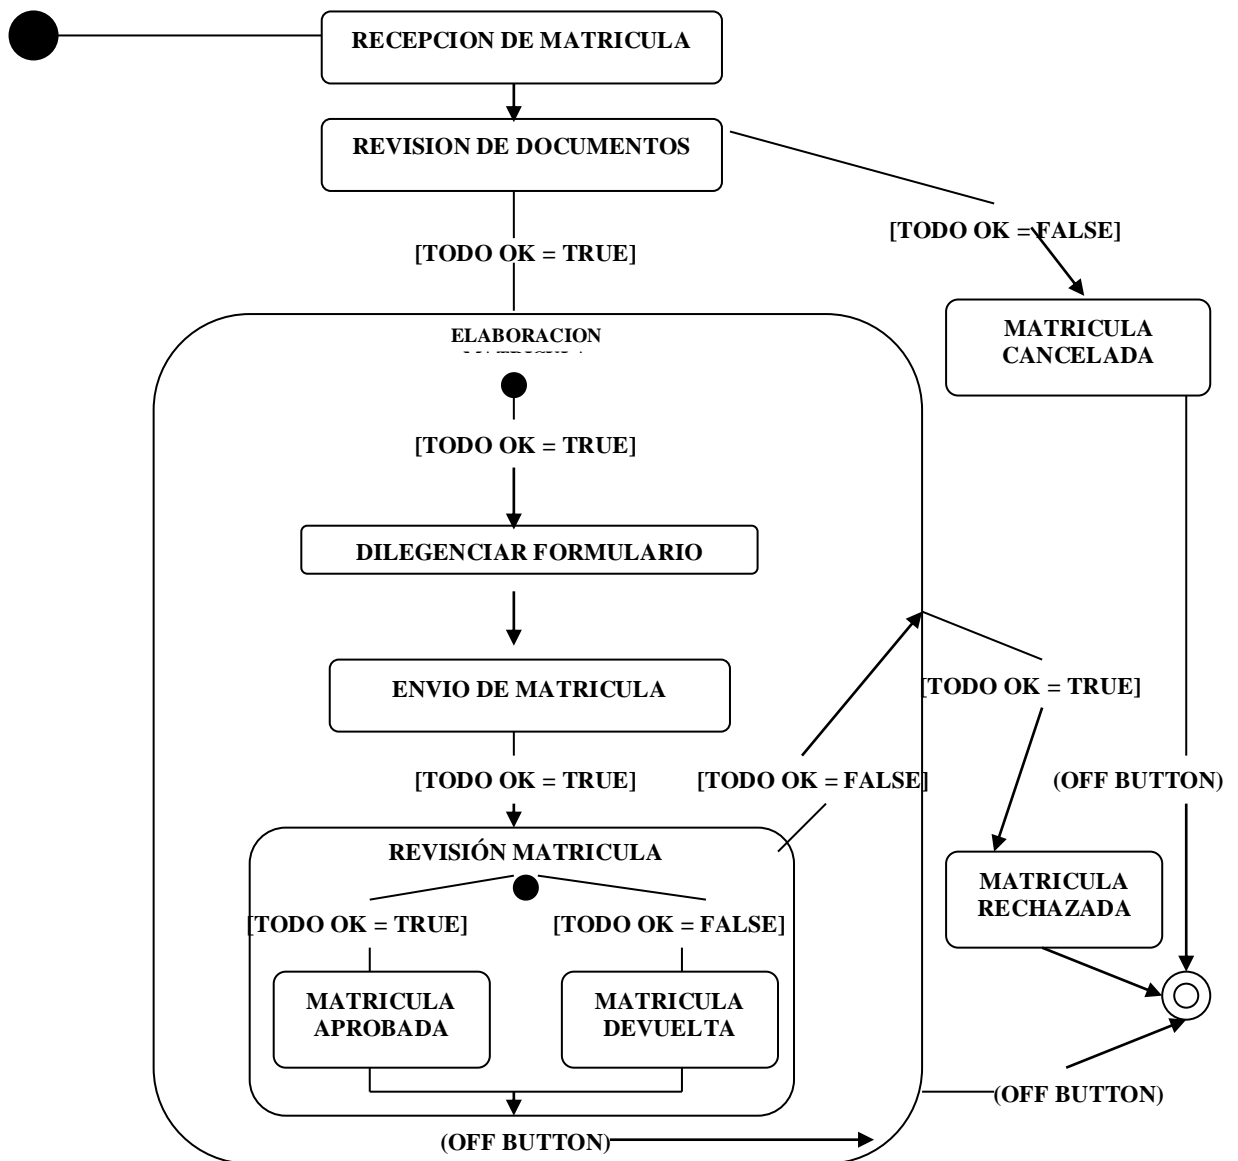 RECEPCION DE MATRICULA
REVISION DE DOCUMENTOS
[TODO OK = FALSE]
[TODO OK = TRUE]
MATRICULA
CANCELADA
ELABORACION
[TODO OK = TRUE]
DILEGENCIAR FORMULARIO
ENVIO DE MATRICULA
[TODO OK = TRUE]
[TODO OK = TRUE]
[TODO OK = FALSE]
(OFF BUTTON)
REVISIÓN MATRICULA
MATRICULA
RECHAZADA
[TODO OK = TRUE]
[TODO OK = FALSE]
MATRICULA
APROBADA
MATRICULA
DEVUELTA
(OFF BUTTON)
(OFF BUTTON)